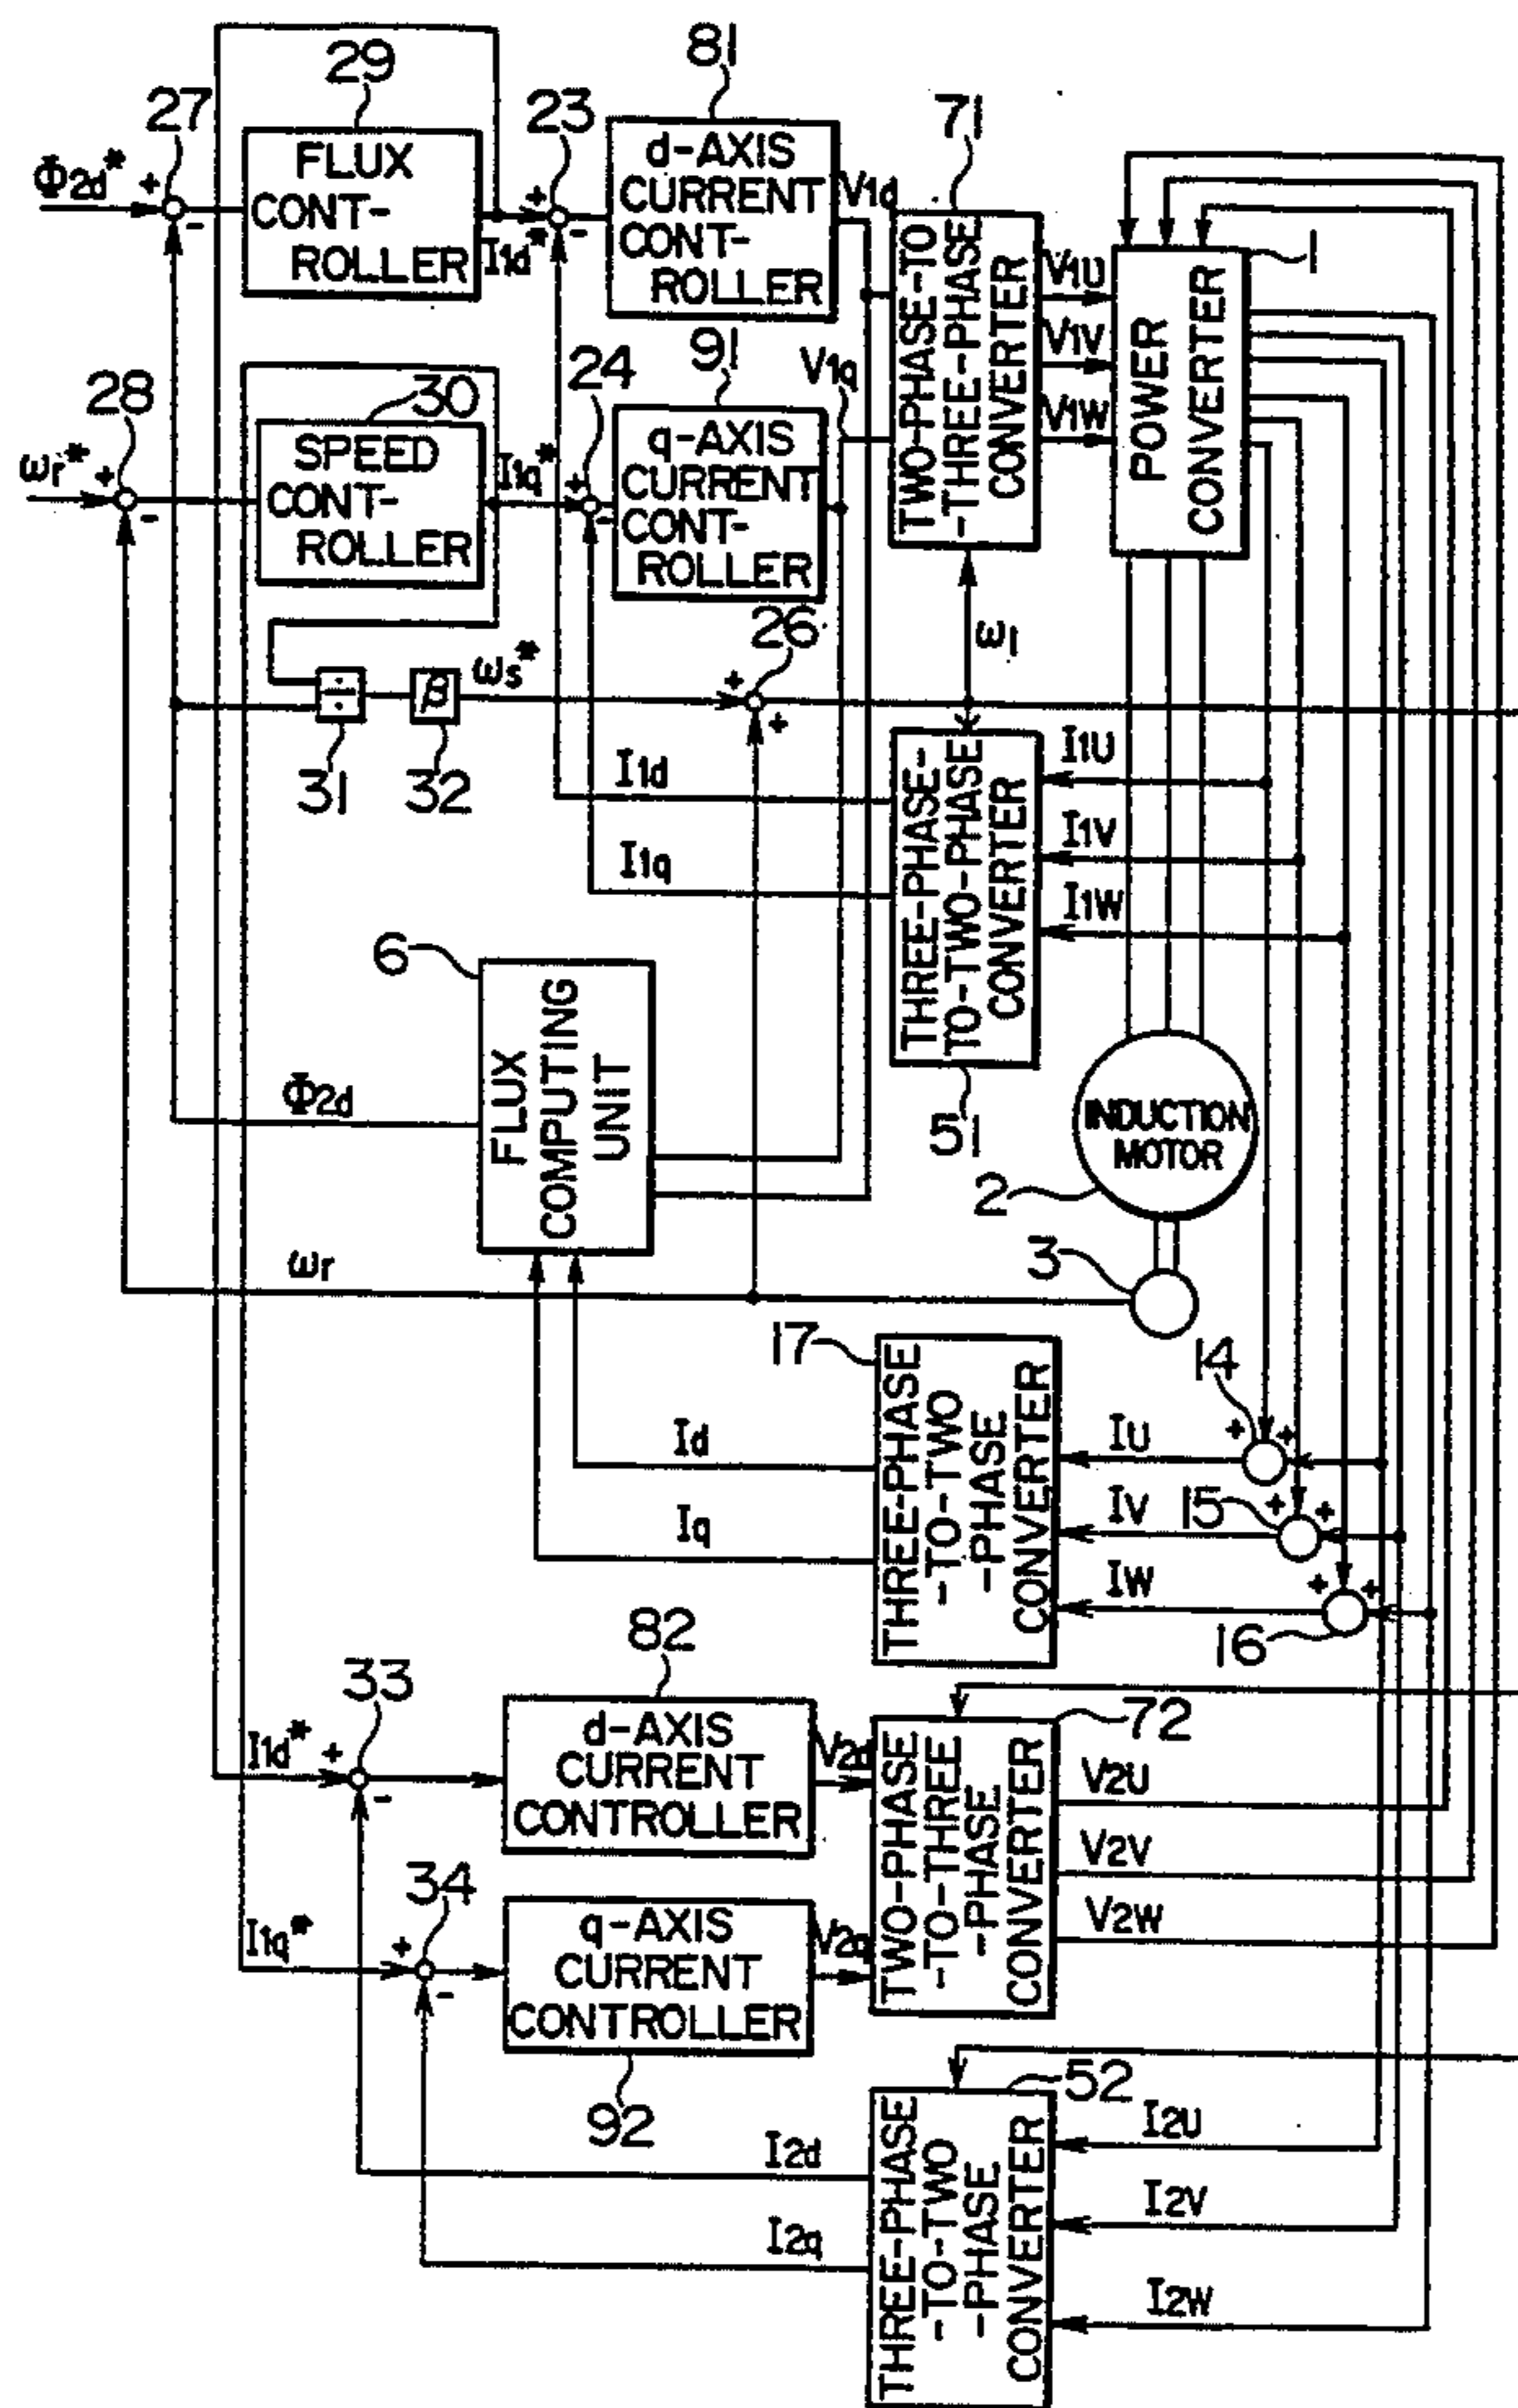 29
81
27
23
71
Φ2d*
+
-
FLUX
CONT-
ROLLER
I1d*
+
-
d-AXIS
CURRENT
CONT-
ROLLER
V1d
TWO-PHASE-TO
-THREE-PHASE
CONVERTER
V1U
V1V
V1W
1
POWER
CONVERTER
28
30
24
91
V1q
ωr*
+
-
SPEED
CONT-
ROLLER
I1q*
+
-
q-AXIS
CURRENT
CONT-
ROLLER
26
ω1
÷
β
ωs*
+
+
31
32
I1d
I1q
THREE-PHASE-
TO-TWO-PHASE
CONVERTER
I1U
I1V
I1W
51
6
FLUX
COMPUTING
UNIT
Φ2d
INDUCTION
MOTOR
2
3
ωr
17
14
THREE-PHASE
-TO-TWO
-PHASE
CONVERTER
Id
Iq
IU
+
+
IV
15
+
+
IW
+
+
16
82
33
72
I1d*
+
-
d-AXIS
CURRENT
CONTROLLER
V2d
TWO-PHASE
-TO-THREE
-PHASE
CONVERTER
V2U
V2V
V2W
34
I1q*
+
-
q-AXIS
CURRENT
CONTROLLER
V2q
92
52
THREE-PHASE
-TO-TWO
-PHASE
CONVERTER
I2d
I2q
I2U
I2V
I2W